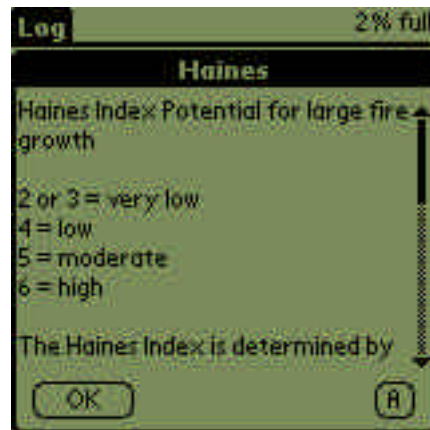 Log
2% full
Haines
Haines Index Potential for large fire
growth
2 or 3 = very low
4 = low
5 = moderate
6 = high
The Haines Index is determined by
OK
A